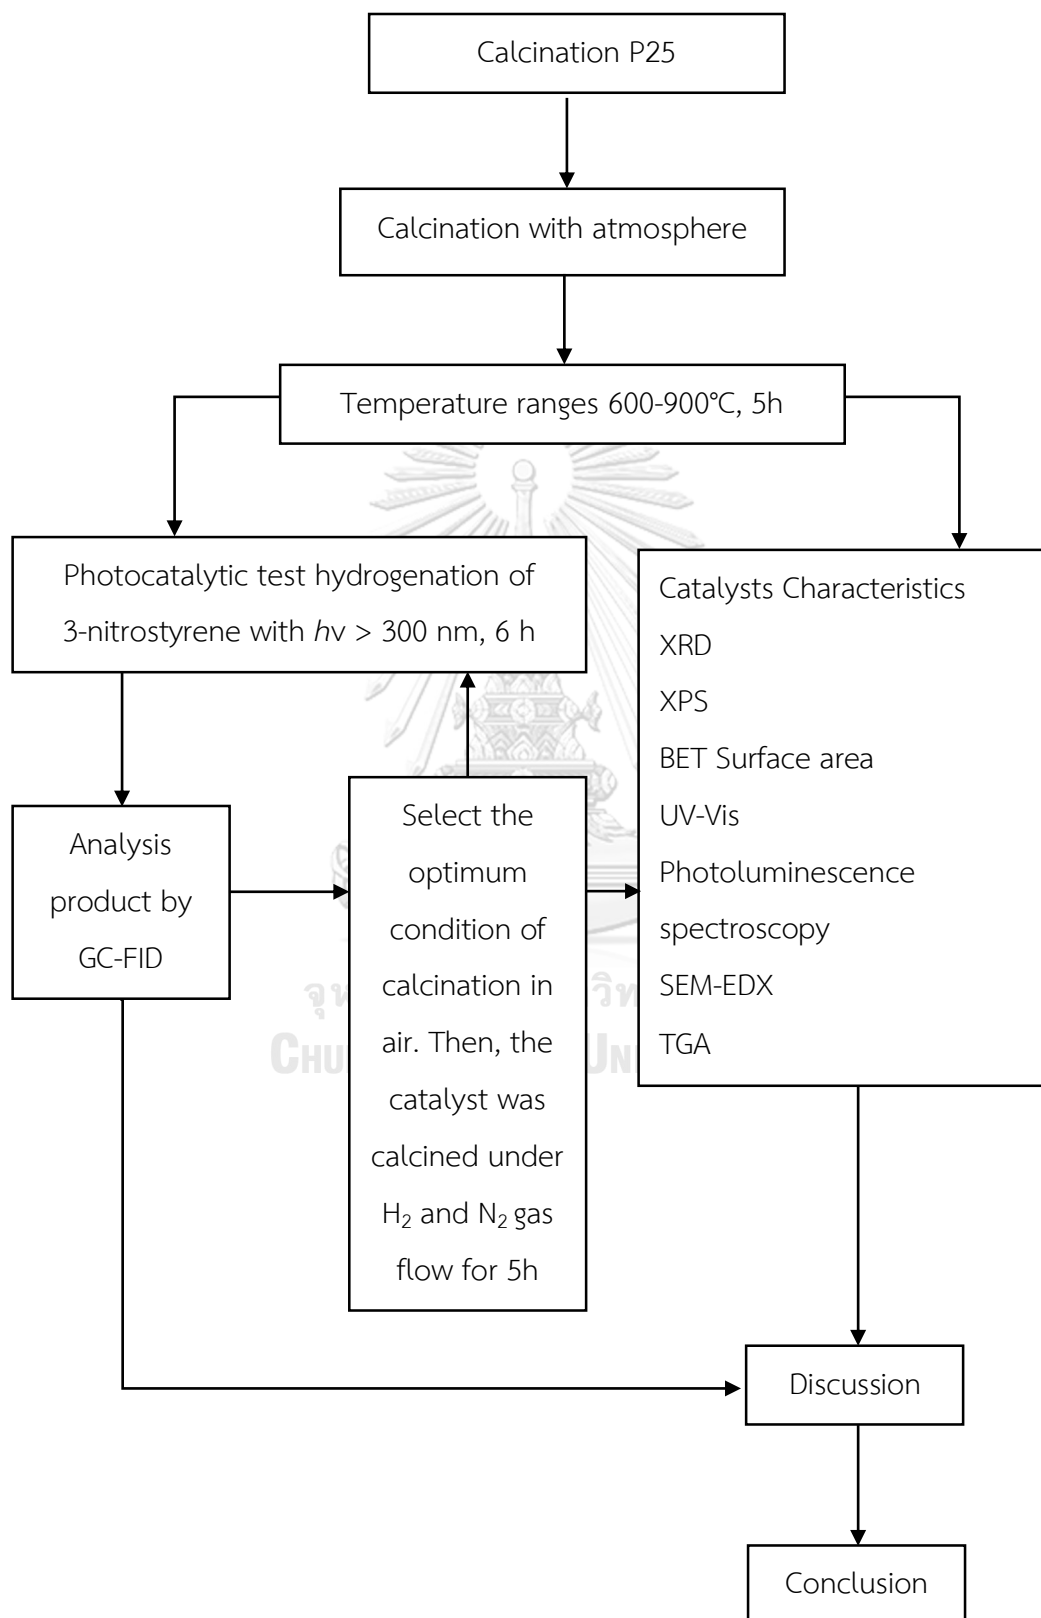 Calcination P25
Calcination with atmosphere
Temperature ranges 600-900°C, 5h
Photocatalytic test hydrogenation of
3-nitrostyrene with hv > 300 nm, 6 h
Catalysts Characteristics
XRD
XPS
BET Surface area
UV-Vis
Photoluminescence
spectroscopy
SEM-EDX
TGA
Analysis
product by
GC-FID
Select the
optimum
condition of
calcination in
air. Then, the
catalyst was
calcined under
H₂ and N₂ gas
flow for 5h
Discussion
Conclusion